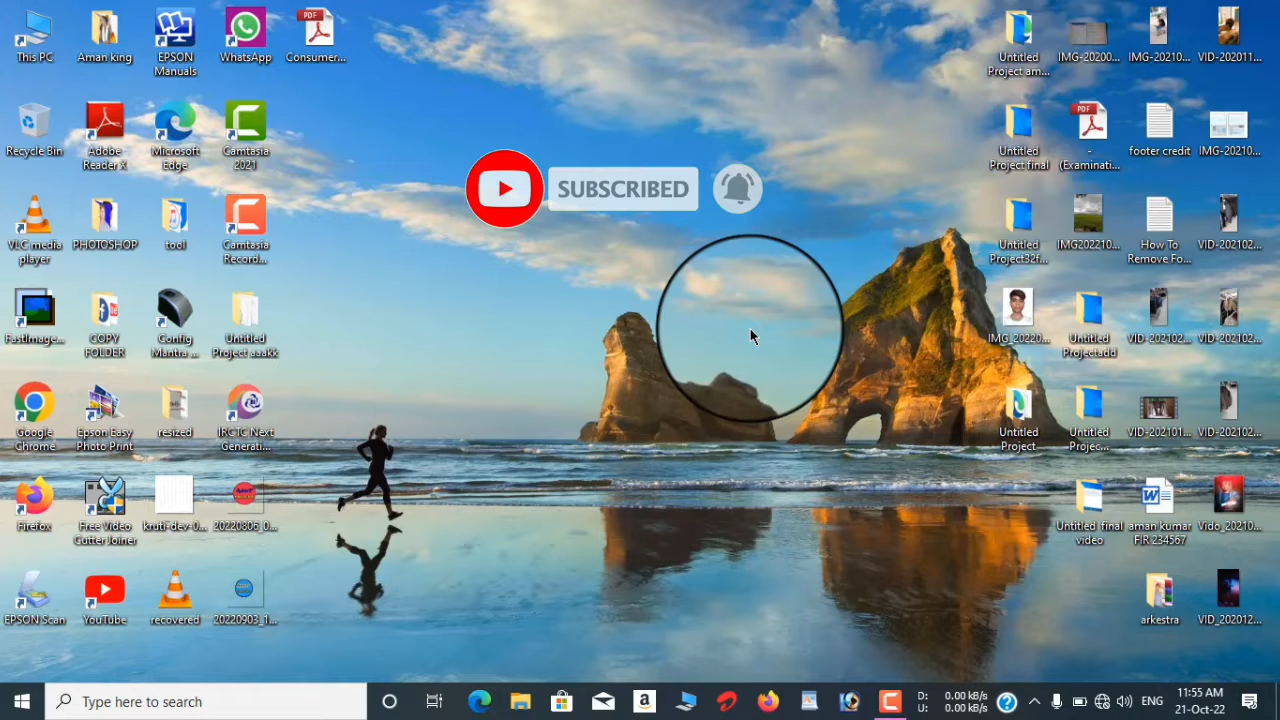 This PC
Aman king
EPSON
Manuals
WhatsApp
PDF
Consumer...
Recycle Bin
Adobe
Reader X
Microsoft
Edge
Camtasia
2021
VLC media
player
PHOTOSHOP
tool
Camtasia
Record...
FastImage...
COPY
FOLDER
Config
Mantra ...
Untitled
Project aaakk
Google
Chrome
Epson Easy
Photo Print
resized
IRCTC Next
Generati...
Firefox
Free Video
Cutter Joiner
kruti-dev-0...
20220806_0...
EPSON Scan
YouTube
recovered
20220903_1...
SUBSCRIBED
Untitled
Project am...
IMG-20200...
IMG-20210...
VID-202011...
Untitled
Project final
PDF
-
(Examinati...
footer credit
IMG-20210...
Untitled
Project32f...
IMG202210...
How To
Remove Fo...
VID-202102...
IMG_20220...
Untitled
Projectadd
VID-202102...
VID-202102...
Untitled
Project
Untitled
Projec...
VID-202101...
VID-202102...
Untitled final
video
aman kumar
FIR 234567
Vido_20210...
arkestra
VID_202012...
Type here to search
D: 0.00 kB/s
U: 0.00 kB/s
ENG
11:55 AM
21-Oct-22